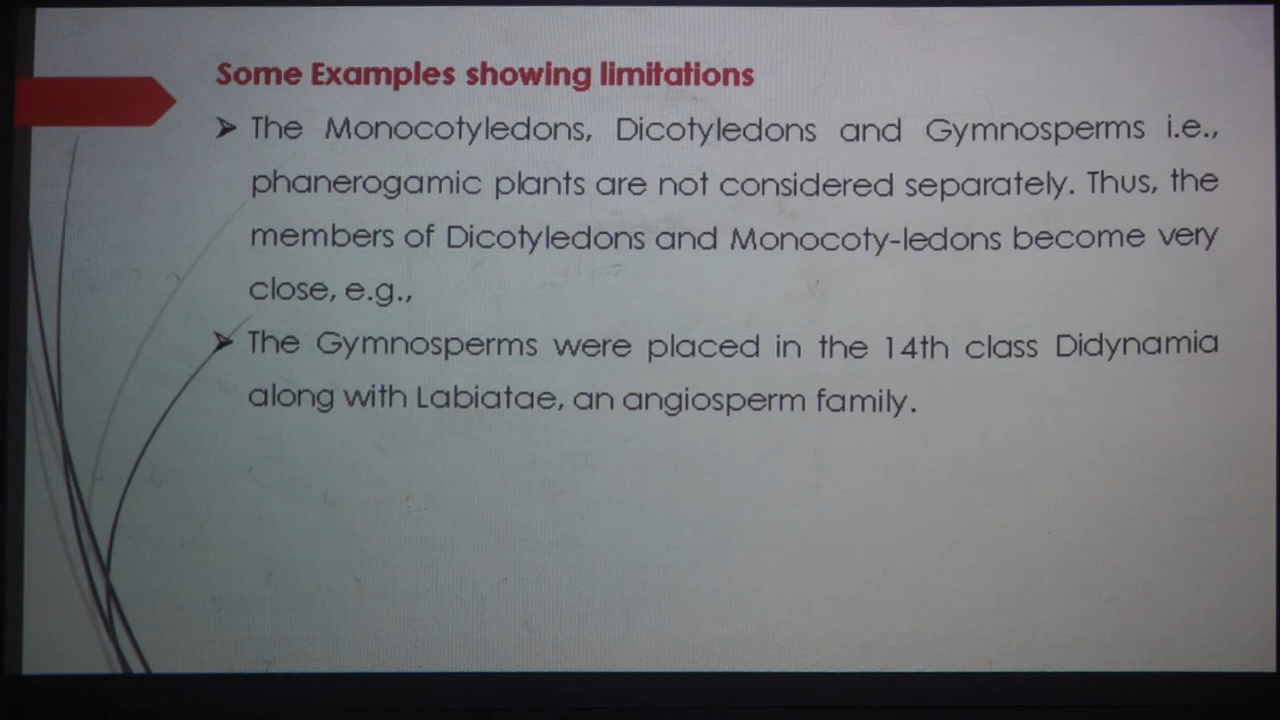 Some Examples showing limitations
➤ The Monocotyledons, Dicotyledons and Gymnosperms i.e.,
phanerogamic plants are not considered separately. Thus, the
members of Dicotyledons and Monocoty-ledons become very
close, e.g.,
➤ The Gymnosperms were placed in the 14th class Didynamia
along with Labiatae, an angiosperm family.